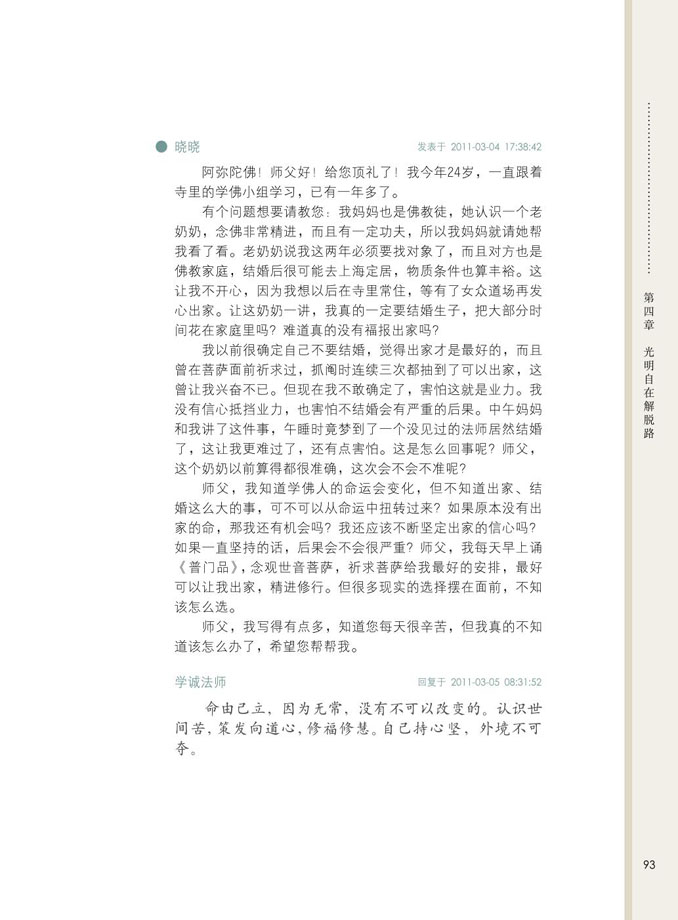 晓晓 发表于 2011-03-04 17:38:42
阿弥陀佛！师父好！给您顶礼了！我今年24岁，一直跟着
寺里的学佛小组学习，已有一年多了。
有个问题想要请教您：我妈妈也是佛教徒，她认识一个老
奶奶，念佛非常精进，而且有一定功夫，所以我妈妈就请她帮
我看了看。老奶奶说我这两年必须要找对象了，而且对方也是
佛教家庭，结婚后很可能去上海定居，物质条件也算丰裕。这
让我不开心，因为我想以后在寺里常住，等有了女众道场再发
心出家。让这奶奶一讲，我真的一定要结婚生子，把大部分时
间花在家庭里吗？难道真的没有福报出家吗？
我以前很确定自己不要结婚，觉得出家才是最好的，而且
曾在菩萨面前祈求过，抓阄时连续三次都抽到了可以出家，这
曾让我兴奋不已。但现在我不敢确定了，害怕这就是业力。我
没有信心抵挡业力，也害怕不结婚会有严重的后果。中午妈妈
和我讲了这件事，午睡时竟梦到了一个没见过的法师居然结婚
了，这让我更难过了，还有点害怕。这是怎么回事呢？师父，
这个奶奶以前算得都很准确，这次会不会不准呢？
师父，我知道学佛人的命运会变化，但不知道出家、结
婚这么大的事，可不可以从命运中扭转过来？如果原本没有出
家的命，那我还有机会吗？我还应该不断坚定出家的信心吗？
如果一直坚持的话，后果会不会很严重？师父，我每天早上诵
《普门品》，念观世音菩萨，祈求菩萨给我最好的安排，最好
可以让我出家，精进修行。但很多现实的选择摆在面前，不知
该怎么选。
师父，我写得有点多，知道您每天很辛苦，但我真的不知
道该怎么办了，希望您帮帮我。
学诚法师 回复于 2011-03-05 08:31:52
命由己立，因为无常，没有不可以改变的。认识世
间苦，策发向道心，修福修慧。自己持心坚，外境不可
夺。
第四章 光明自在解脱路
93